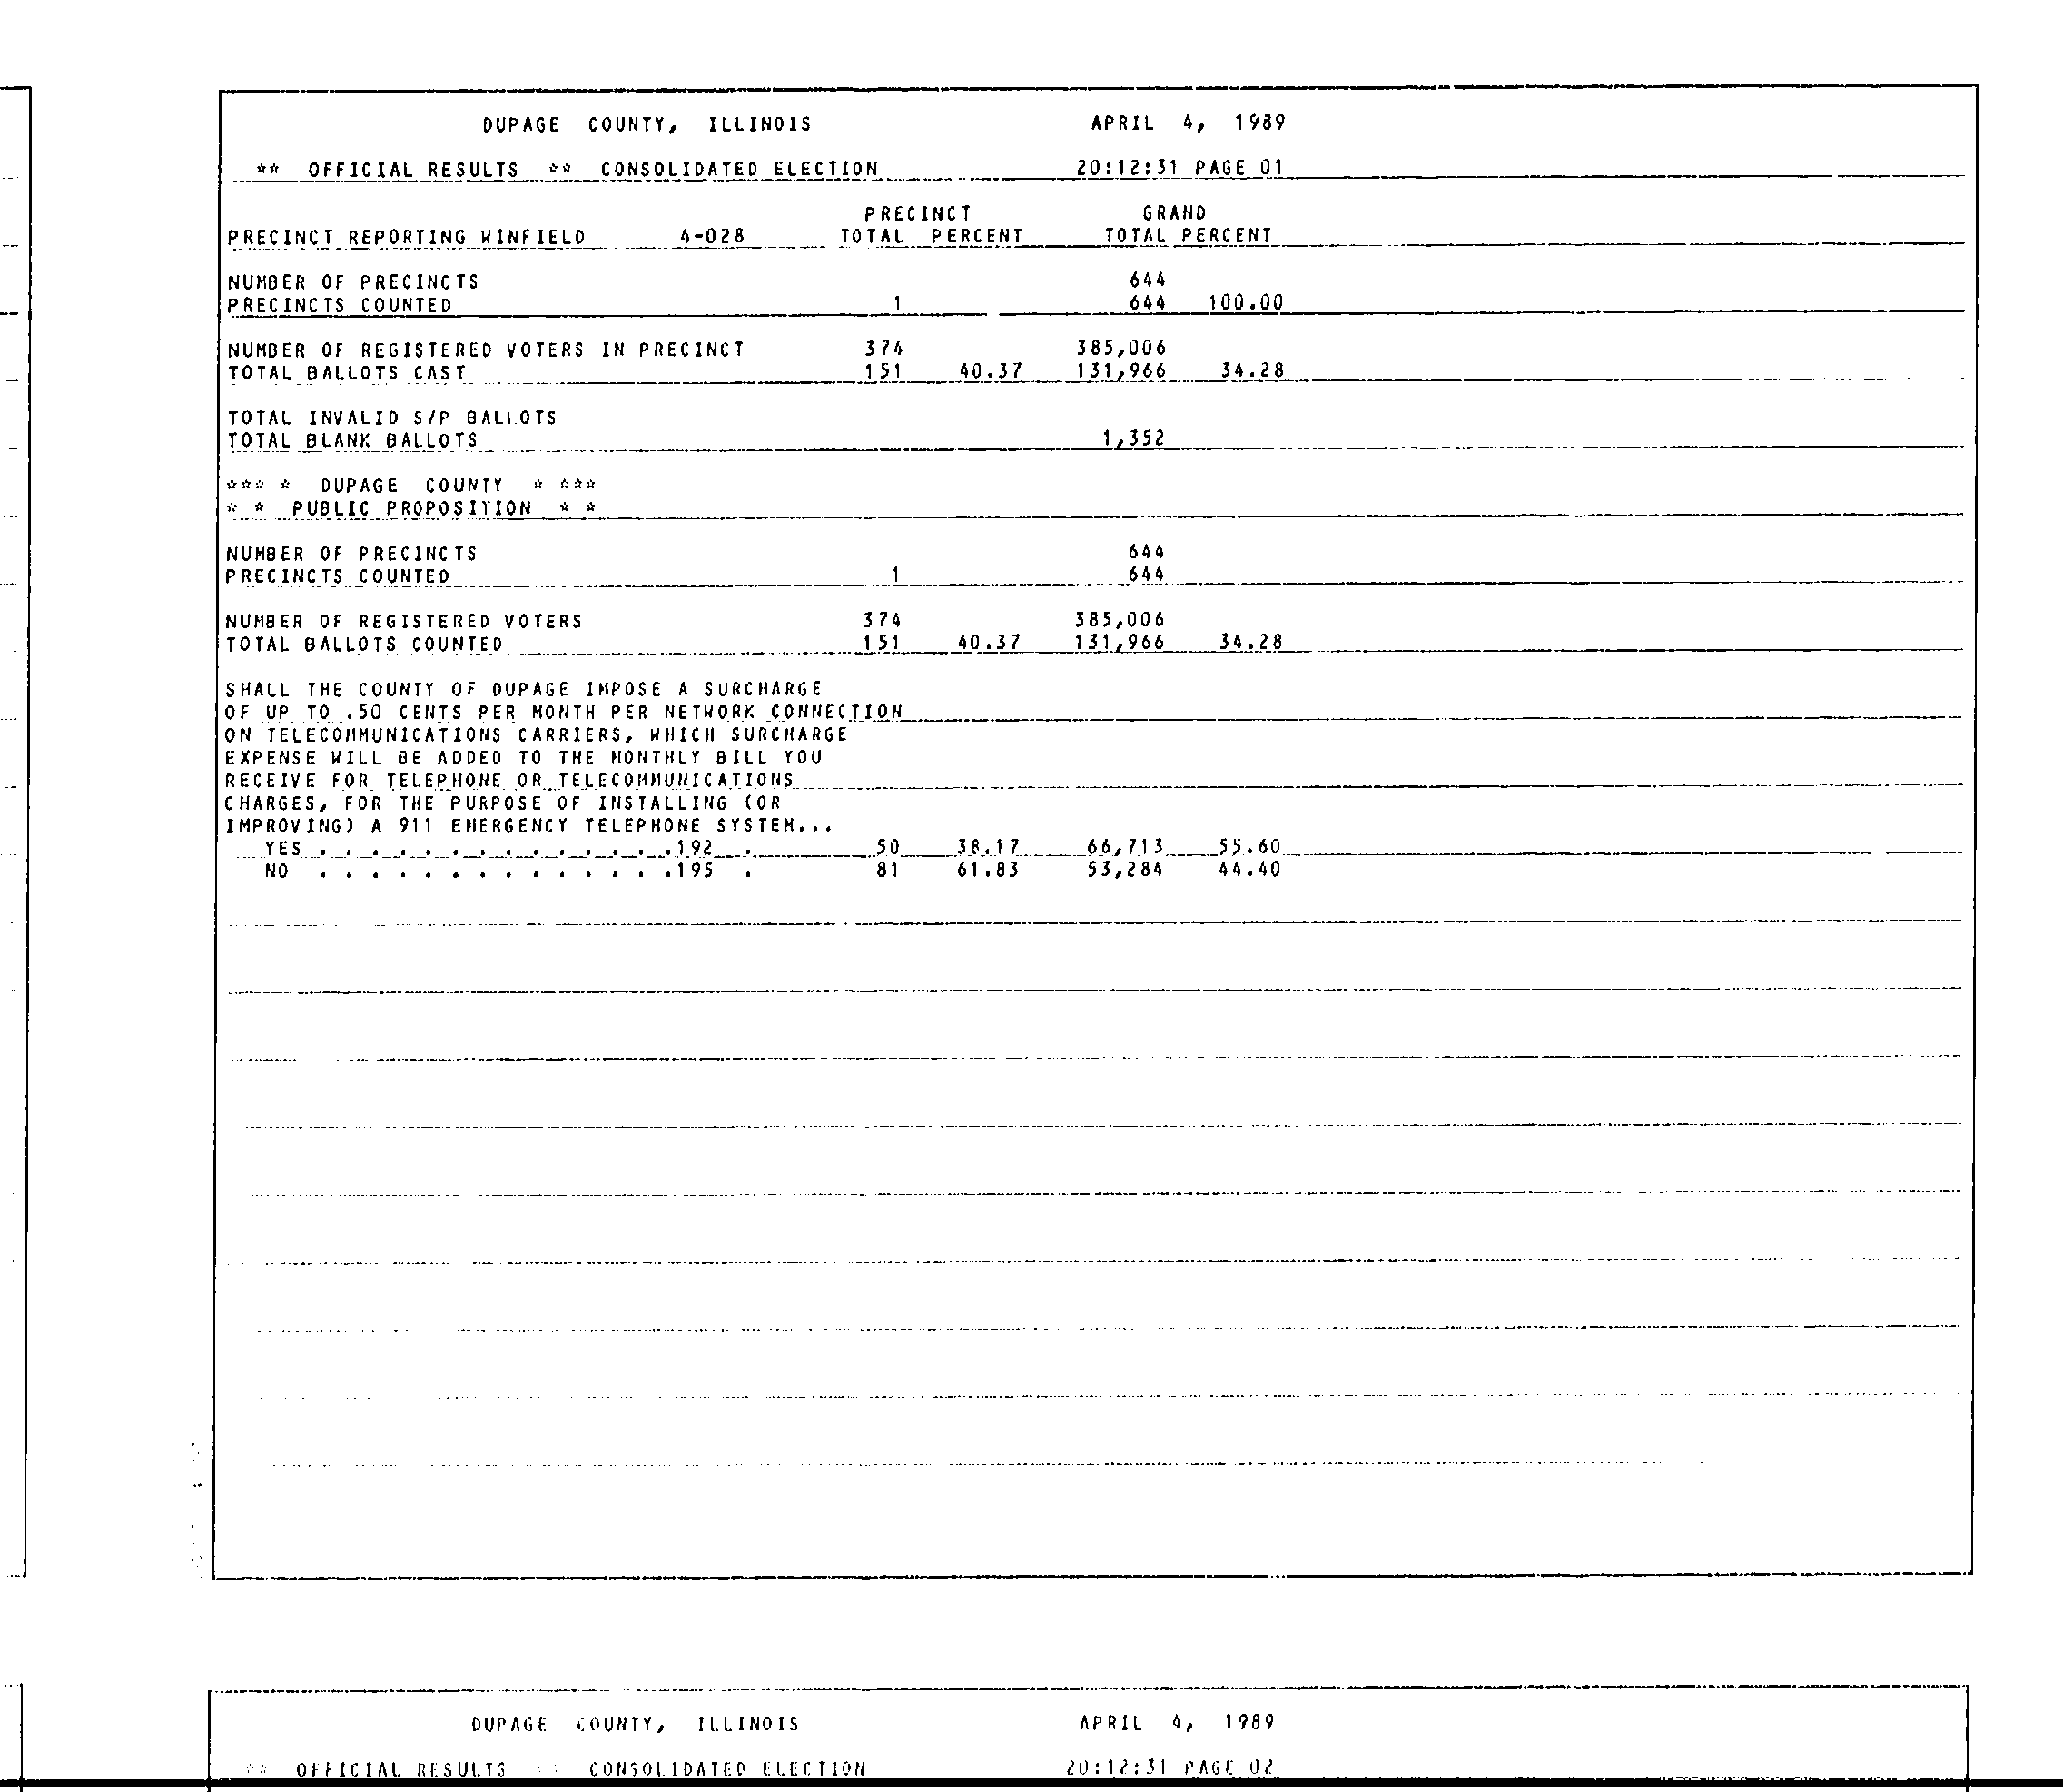 DUPAGE COUNTY, ILLINOIS APRIL 4, 1989
** OFFICIAL RESULTS ** CONSOLIDATED ELECTION 20:12:31 PAGE 01
PRECINCT GRAND
PRECINCT REPORTING WINFIELD 4-028 TOTAL PERCENT TOTAL PERCENT
NUMBER OF PRECINCTS 644
PRECINCTS COUNTED 1 644 100.00
NUMBER OF REGISTERED VOTERS IN PRECINCT 374 385,006
TOTAL BALLOTS CAST 151 40.37 131,966 34.28
TOTAL INVALID S/P BALLOTS
TOTAL BLANK BALLOTS 1,352
*** * DUPAGE COUNTY * ***
* * PUBLIC PROPOSITION * *
NUMBER OF PRECINCTS 644
PRECINCTS COUNTED 1 644
NUMBER OF REGISTERED VOTERS 374 385,006
TOTAL BALLOTS COUNTED 151 40.37 131,966 34.28
SHALL THE COUNTY OF DUPAGE IMPOSE A SURCHARGE
OF UP TO .50 CENTS PER MONTH PER NETWORK CONNECTION
ON TELECOMMUNICATIONS CARRIERS, WHICH SURCHARGE
EXPENSE WILL BE ADDED TO THE MONTHLY BILL YOU
RECEIVE FOR TELEPHONE OR TELECOMMUNICATIONS
CHARGES, FOR THE PURPOSE OF INSTALLING (OR
IMPROVING) A 911 EMERGENCY TELEPHONE SYSTEM...
YES . . . . . . . . . . . . . .192 . 50 38.17 66,713 55.60
NO . . . . . . . . . . . . . .195 . 81 61.83 53,284 44.40
DUPAGE COUNTY, ILLINOIS APRIL 4, 1989
** OFFICIAL RESULTS ** CONSOLIDATED ELECTION 20:12:31 PAGE 02